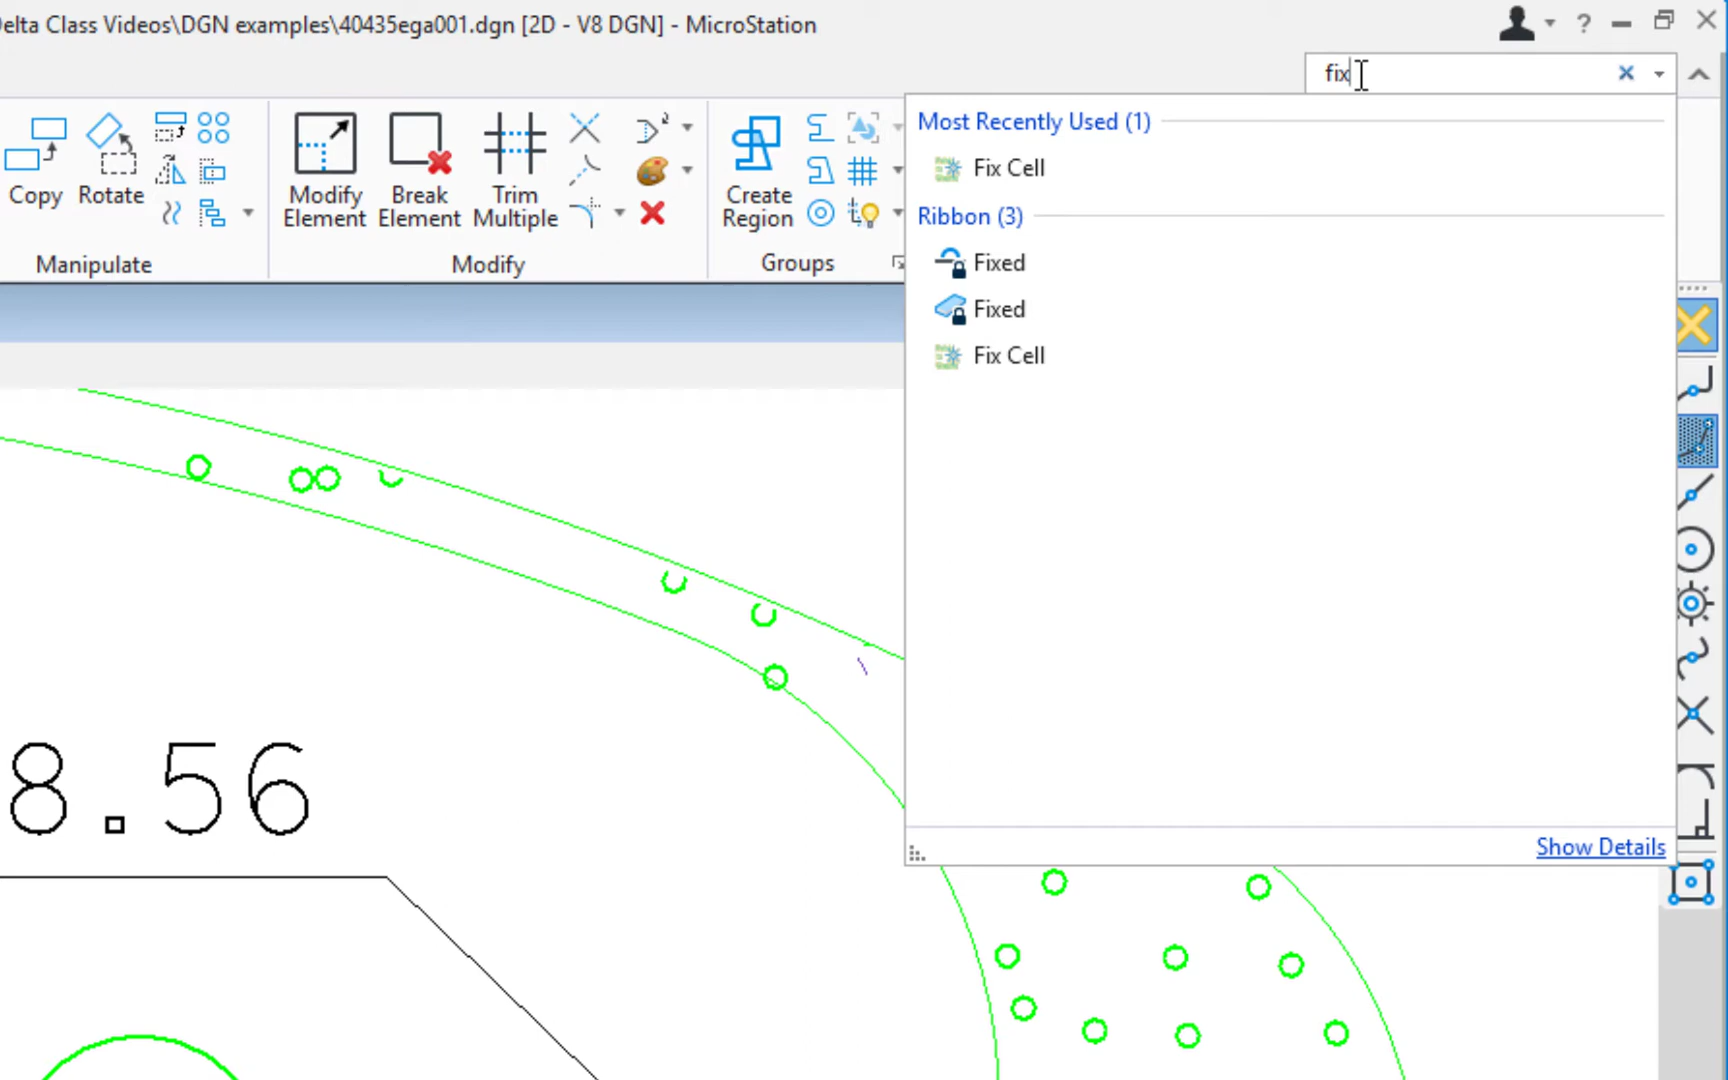 elta Class Videos\DGN examples\40435ega001.dgn [2D - V8 DGN] - MicroStation
?
fix
Copy
Rotate
Modify
Element
Break
Element
Trim
Multiple
Create
Region
Manipulate
Modify
Groups
Most Recently Used (1)
Fix Cell
Ribbon (3)
Fixed
Fixed
Fix Cell
Show Details
8.56